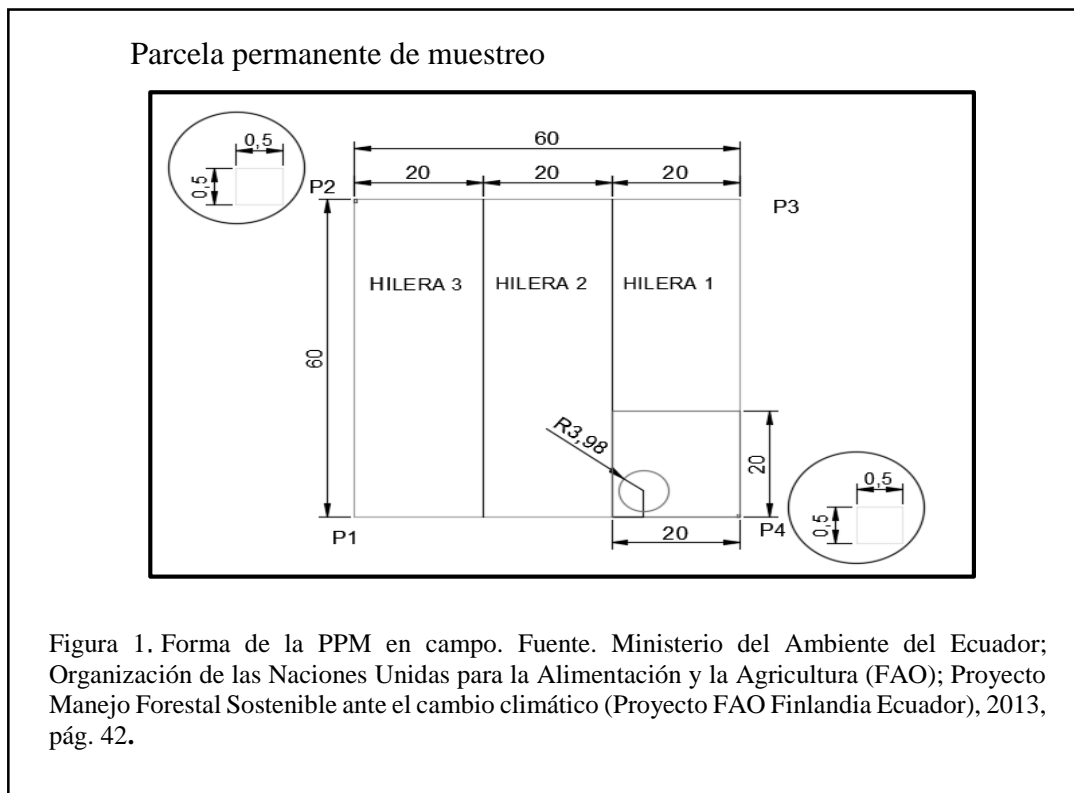 Parcela permanente de muestreo
0,5
0,5
60
20 20 20
P2
P3
HILERA 3 HILERA 2 HILERA 1
60
R3,98
20
0,5
0,5
P1
20
P4
Figura 1. Forma de la PPM en campo. Fuente. Ministerio del Ambiente del Ecuador;
Organización de las Naciones Unidas para la Alimentación y la Agricultura (FAO); Proyecto
Manejo Forestal Sostenible ante el cambio climático (Proyecto FAO Finlandia Ecuador), 2013,
pág. 42.